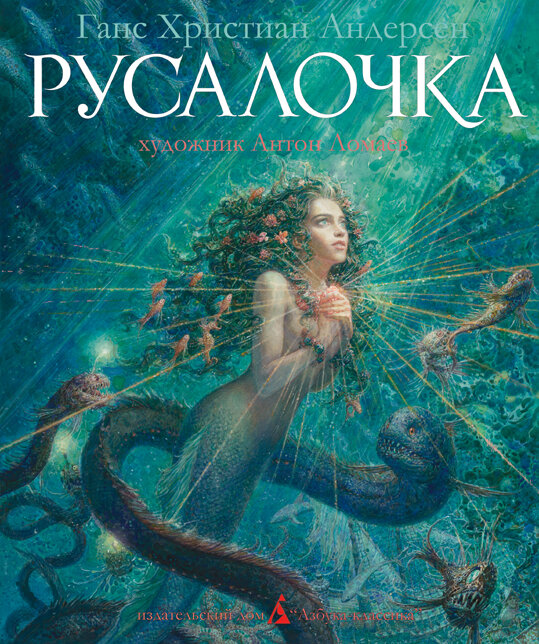 Ганс Христиан Андерсен
РУСАЛОЧКА
художник Антон Ломаев
издательский дом "Азбука-классика"